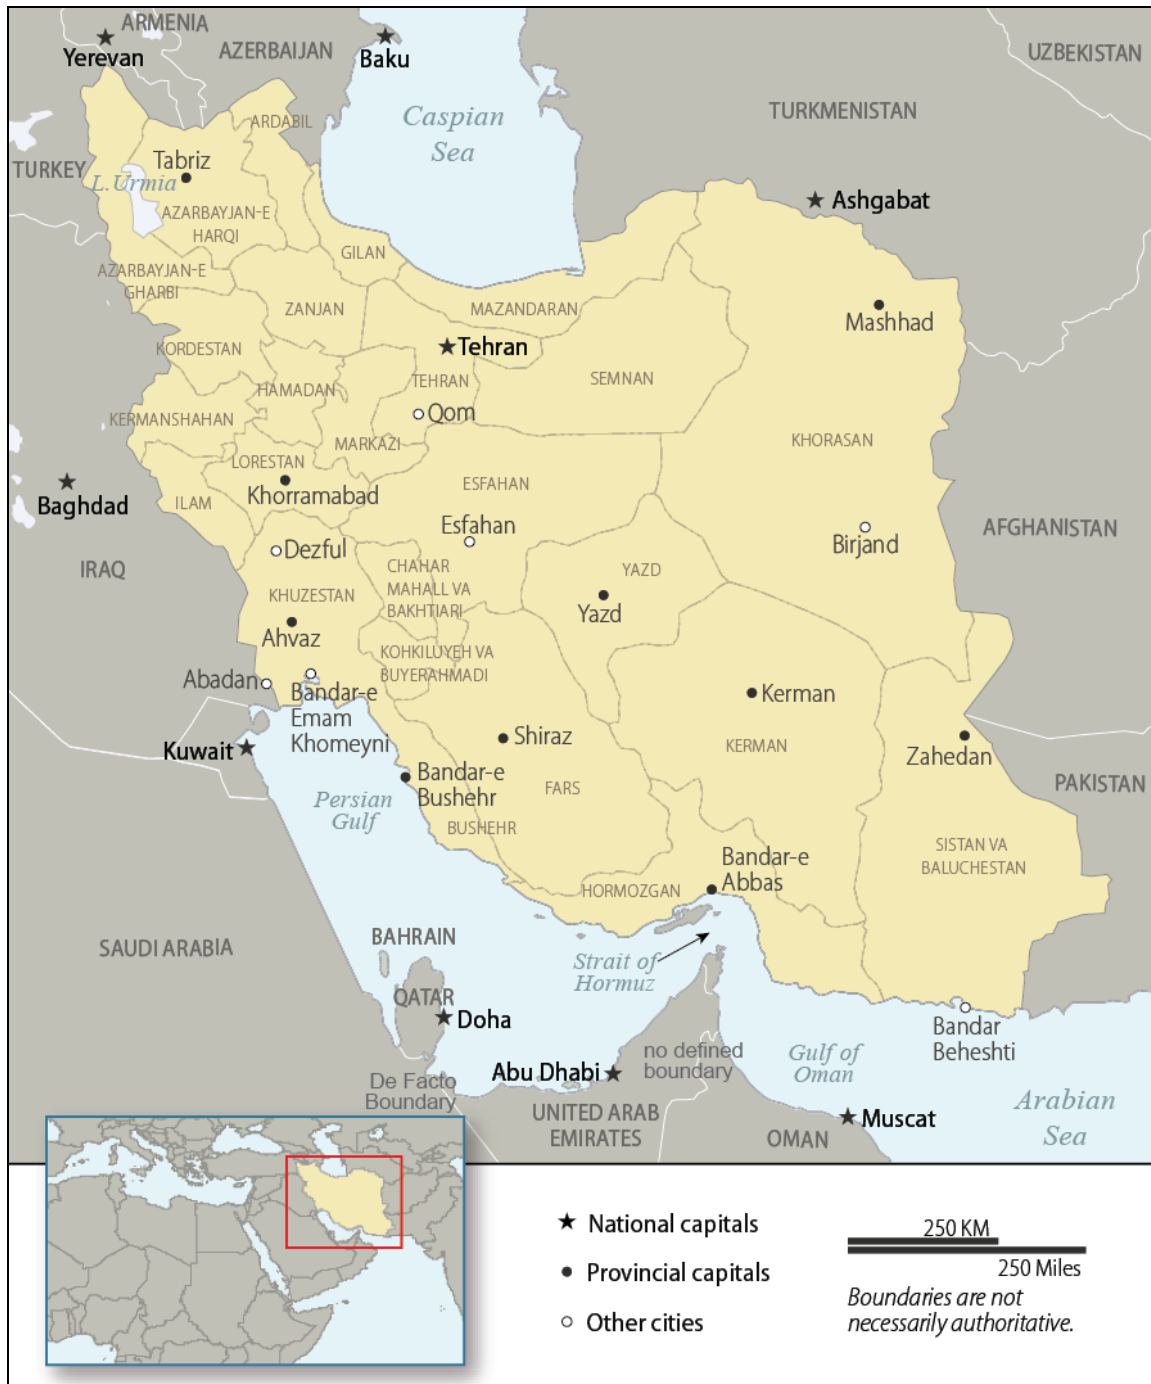 ARMENIA
Yerevan
AZERBAIJAN
Baku
UZBEKISTAN
Caspian
Sea
TURKMENISTAN
ARDABIL
TURKEY
Tabriz
L.Urmia
Ashgabat
AZARBAYJAN-E
HARQI
GILAN
AZARBAYJAN-E
GHARBI
ZANJAN
MAZANDARAN
Mashhad
KORDESTAN
Tehran
HAMADAN
TEHRAN
SEMNAN
KERMANSHAHAN
Qom
MARKAZI
KHORASAN
LORESTAN
Khorramabad
ESFAHAN
Baghdad
ILAM
Esfahan
AFGHANISTAN
Birjand
Dezful
IRAQ
CHAHAR
MAHALL VA
BAKHTIARI
YAZD
KHUZESTAN
Yazd
Ahvaz
KOHKILUYEH VA
BUYERAHMADI
Abadan
Bandar-e
Emam
Khomeyni
Kerman
Kuwait
Shiraz
KERMAN
Zahedan
Bandar-e
Bushehr
FARS
PAKISTAN
Persian
Gulf
BUSHEHR
SISTAN VA
BALUCHESTAN
Bandar-e
Abbas
HORMOZGAN
SAUDI ARABIA
BAHRAIN
Strait of
Hormuz
QATAR
Doha
Bandar
Beheshti
no defined
boundary
Gulf of
Oman
Abu Dhabi
De Facto
Boundary
UNITED ARAB
EMIRATES
OMAN
Muscat
Arabian
Sea
National capitals
Provincial capitals
Other cities
250 KM
250 Miles
Boundaries are not
necessarily authoritative.